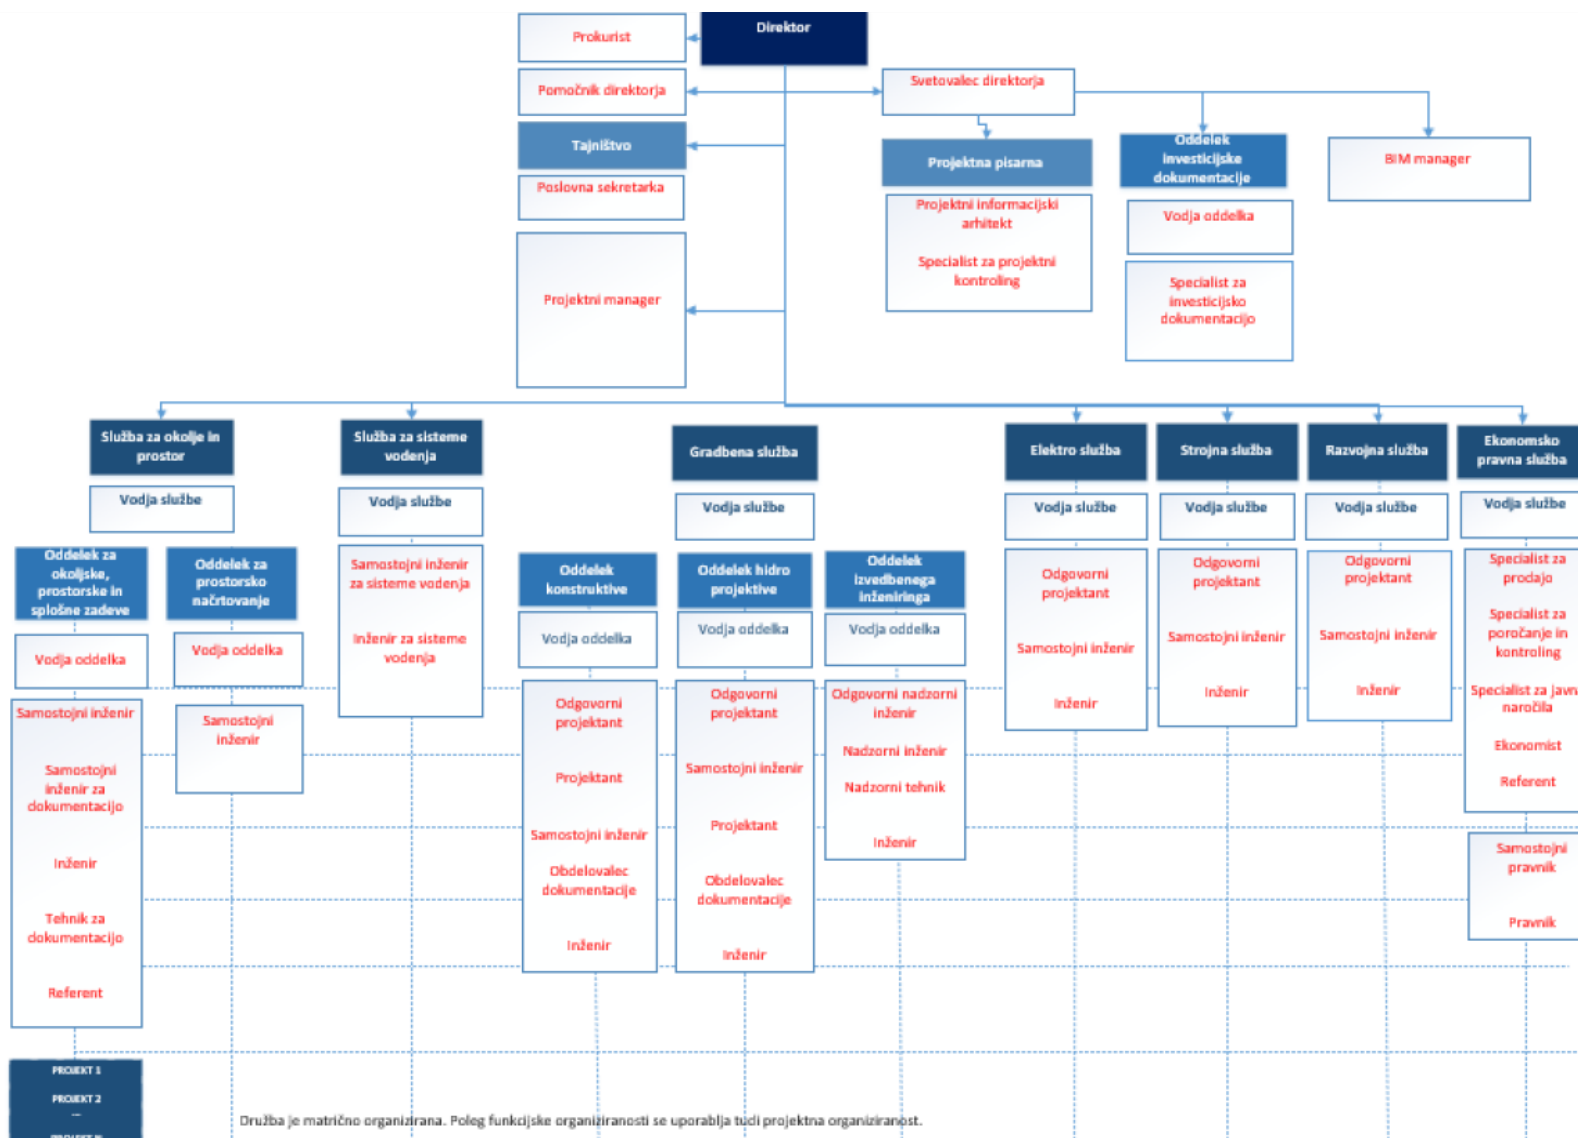 Direktor
Prokurist
Pomočnik direktorja
Svetovalec direktorja
Tajništvo
Poslovna sekretarka
Projektni manager
Projektna pisarna
Projektni informacijski
arhitekt
Specialist za projektni
kontroling
Oddelek
investicijske
dokumentacije
Vodja oddelka
Specialist za
investicijsko
dokumentacijo
BIM manager
Služba za okolje in
prostor
Vodja službe
Oddelek za
okoljske,
prostorske in
splošne zadeve
Vodja oddelka
Samostojni inženir
Samostojni
inženir za
dokumentacijo
Inženir
Tehnik za
dokumentacijo
Referent
Oddelek za
prostorsko
načrtovanje
Vodja oddelka
Samostojni
inženir
Služba za sisteme
vodenja
Vodja službe
Samostojni inženir
za sisteme vodenja
Inženir za sisteme
vodenja
Gradbena služba
Vodja službe
Oddelek
konstruktive
Vodja oddelka
Odgovorni
projektant
Projektant
Samostojni inženir
Obdelovalec
dokumentacije
Inženir
Oddelek hidro
projektive
Vodja oddelka
Odgovorni
projektant
Samostojni inženir
Projektant
Obdelovalec
dokumentacije
Inženir
Oddelek
izvedbenega
inženiringa
Vodja oddelka
Odgovorni nadzorni
inženir
Nadzorni inženir
Nadzorni tehnik
Inženir
Elektro služba
Vodja službe
Odgovorni
projektant
Samostojni inženir
Inženir
Strojna služba
Vodja službe
Odgovorni
projektant
Samostojni inženir
Inženir
Razvojna služba
Vodja službe
Odgovorni
projektant
Samostojni inženir
Inženir
Ekonomsko
pravna služba
Vodja službe
Specialist za
prodajo
Specialist za
poročanje in
kontroling
Specialist za javna
naročila
Ekonomist
Referent
Samostojni
pravnik
Pravnik
PROJEKT 1
PROJEKT 2
...
PROJEKT N
Družba je matrično organizirana. Poleg funkcijske organiziranosti se uporablja tudi projektna organiziranost.